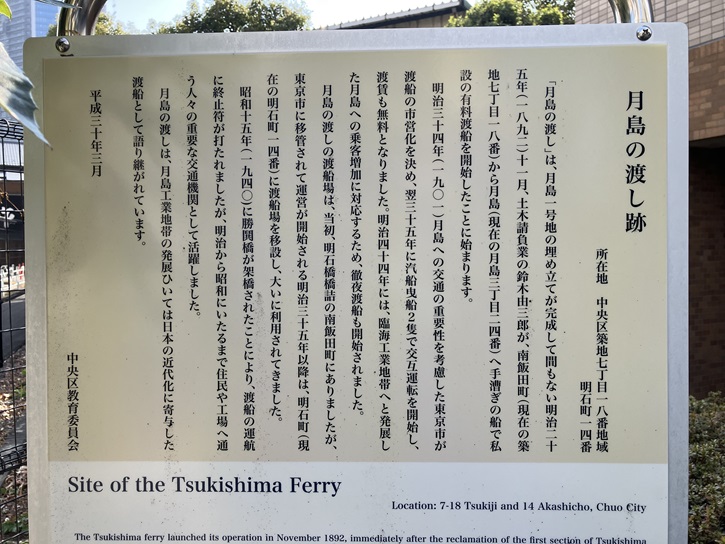 月島の渡し跡
所在地　中央区築地七丁目一八番地域
明石町一四番
「月島の渡し」は、月島一号地の埋め立てが完成して間もない明治二十
五年（一八九二）十一月、土木請負業の鈴木由三郎が、南飯田町（現在の築
地七丁目一八番）から月島（現在の月島三丁目二四番）へ手漕ぎの船で私
設の有料渡船を開始したことに始まります。
明治三十四年（一九〇一）月島への交通の重要性を考慮した東京市が
渡船の市営化を決め、翌三十五年に汽船曳船２隻で交互運転を開始し、
渡賃も無料となりました。明治四十四年には、臨海工業地帯へと発展し
た月島への乗客増加に対応するため、徹夜渡船も開始されました。
月島の渡しの渡船場は、当初、明石橋橋詰の南飯田町にありましたが、
東京市に移管されて運営が開始される明治三十五年以降は、明石町（現
在の明石町一四番）に渡船場を移設し、大いに利用されてきました。
昭和十五年（一九四〇）に勝鬨橋が架橋されたことにより、渡船の運航
に終止符が打たれましたが、明治から昭和にいたるまで住民や工場へ通
う人々の重要な交通機関として活躍しました。
月島の渡しは、月島工業地帯の発展ひいては日本の近代化に寄与した
渡船として語り継がれています。
平成三十年三月
中央区教育委員会
Site of the Tsukishima Ferry
Location: 7-18 Tsukiji and 14 Akashicho, Chuo City
The Tsukishima ferry launched its operation in November 1892, immediately after the reclamation of the first section of Tsukishima